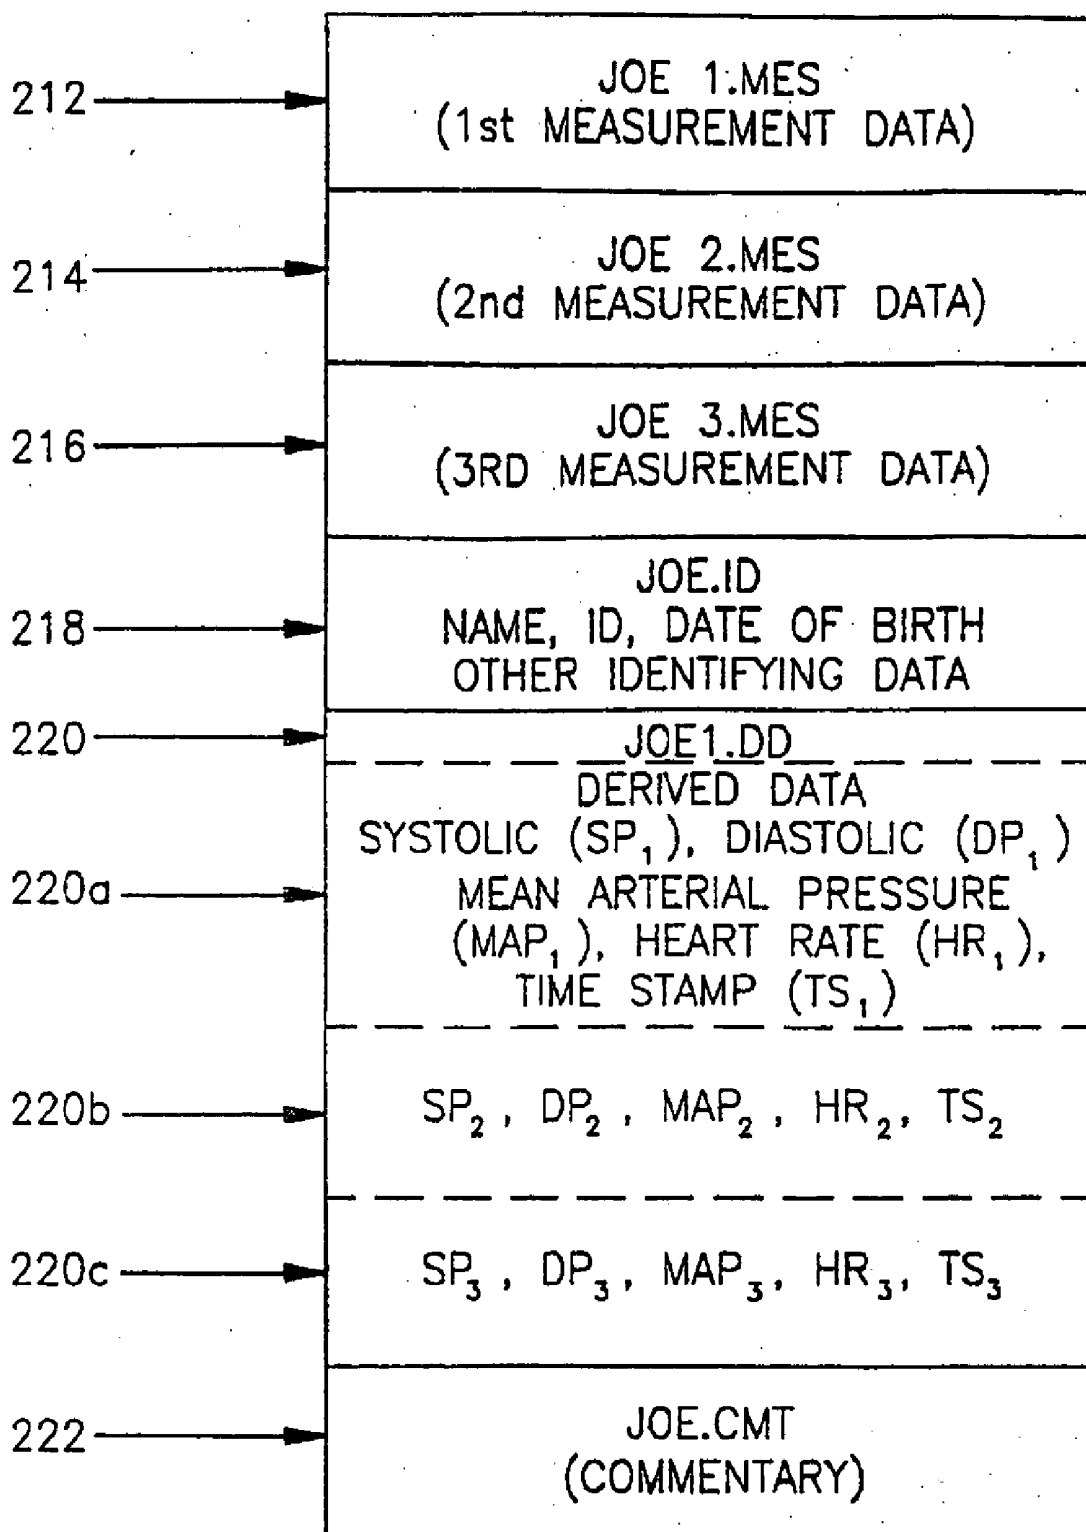 212
JOE 1.MES
(1st MEASUREMENT DATA)
214
JOE 2.MES
(2nd MEASUREMENT DATA)
216
JOE 3.MES
(3RD MEASUREMENT DATA)
218
JOE.ID
NAME, ID, DATE OF BIRTH
OTHER IDENTIFYING DATA
220
JOE1.DD
220a
DERIVED DATA
SYSTOLIC (SP₁), DIASTOLIC (DP₁)
MEAN ARTERIAL PRESSURE
(MAP₁), HEART RATE (HR₁),
TIME STAMP (TS₁)
220b
SP₂, DP₂, MAP₂, HR₂, TS₂
220c
SP₃, DP₃, MAP₃, HR₃, TS₃
222
JOE.CMT
(COMMENTARY)